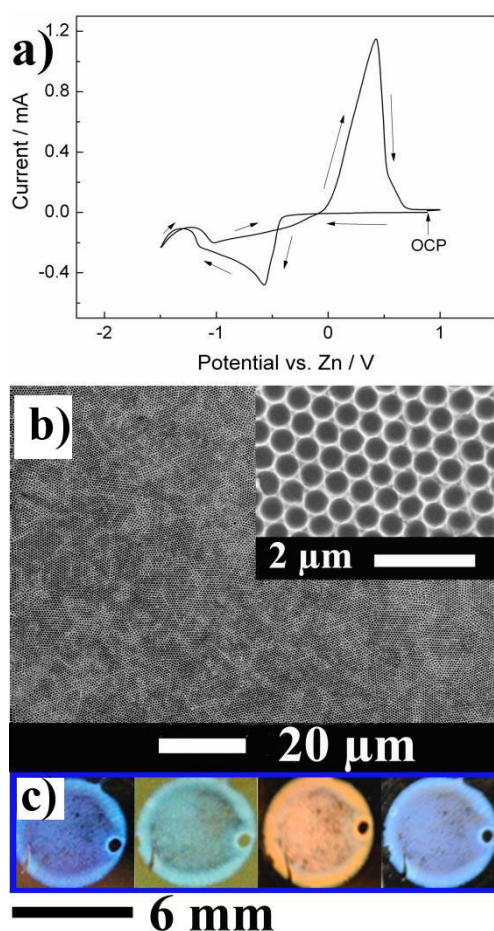 a)
1.2
0.8
0.4
0.0
-0.4
Current / mA
OCP
-2
-1
0
1
Potential vs. Zn / V
b)
2 μm
20 μm
c)
6 mm